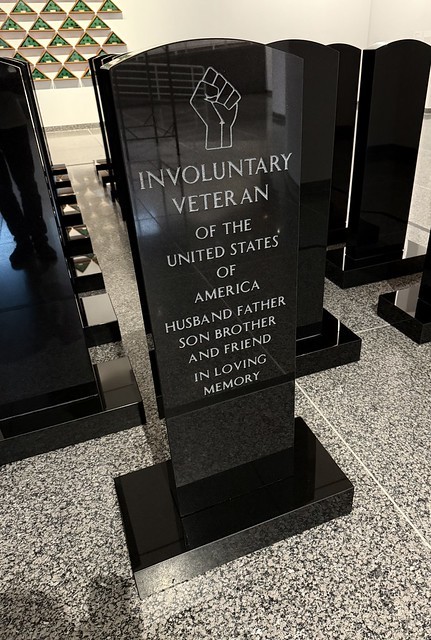 INVOLUNTARY
VETERAN
OF THE
UNITED STATES
OF
AMERICA
HUSBAND FATHER
SON BROTHER
AND FRIEND
IN LOVING
MEMORY